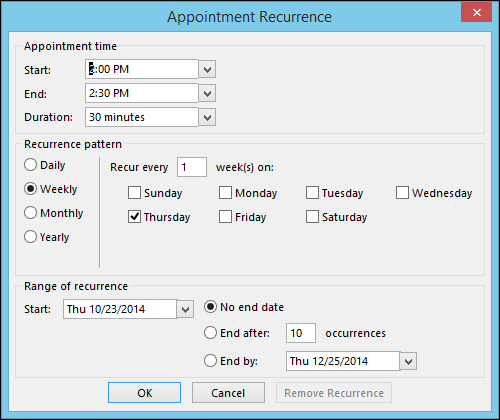 Appointment Recurrence
Appointment time
Start: 2:00 PM
End: 2:30 PM
Duration: 30 minutes
Recurrence pattern
Daily
Recur every 1 week(s) on:
Weekly
Sunday Monday Tuesday Wednesday
Monthly
Thursday Friday Saturday
Yearly
Range of recurrence
Start: Thu 10/23/2014
No end date
End after: 10 occurrences
End by: Thu 12/25/2014
OK Cancel Remove Recurrence